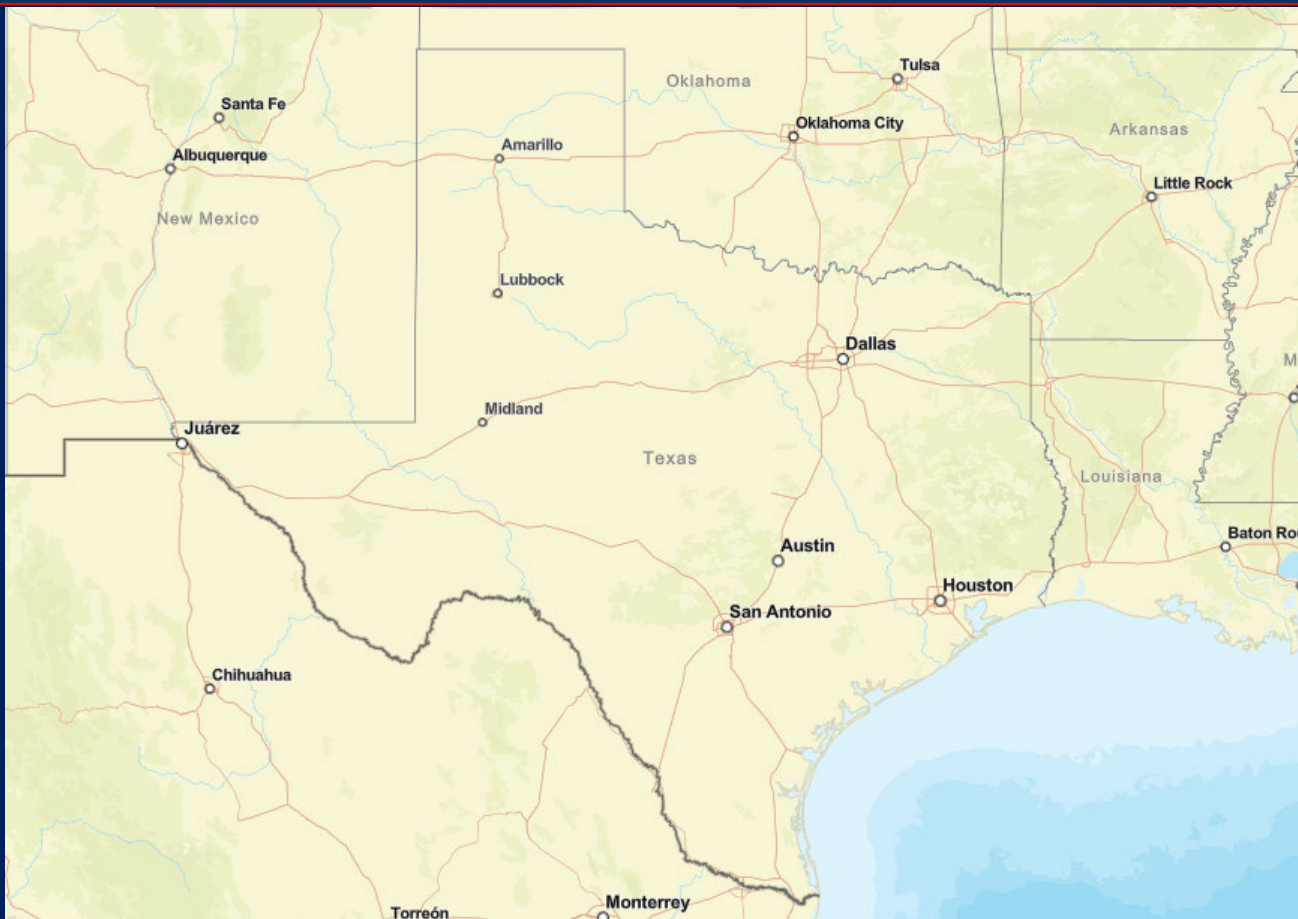 Tulsa
Oklahoma
Santa Fe
Oklahoma City
Arkansas
Amarillo
Albuquerque
Little Rock
New Mexico
Lubbock
Dallas
M
Midland
Juárez
Texas
Louisiana
Baton Rou
Austin
Houston
San Antonio
Chihuahua
Monterrey
Torreón